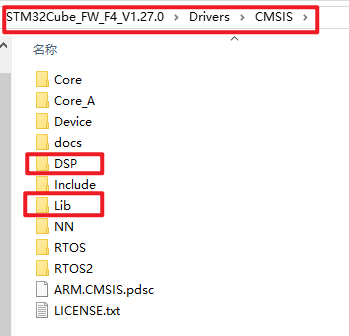 STM32Cube_FW_F4_V1.27.0 > Drivers > CMSIS >
名称
Core
Core_A
Device
docs
DSP
Include
Lib
NN
RTOS
RTOS2
ARM.CMSIS.pdsc
LICENSE.txt